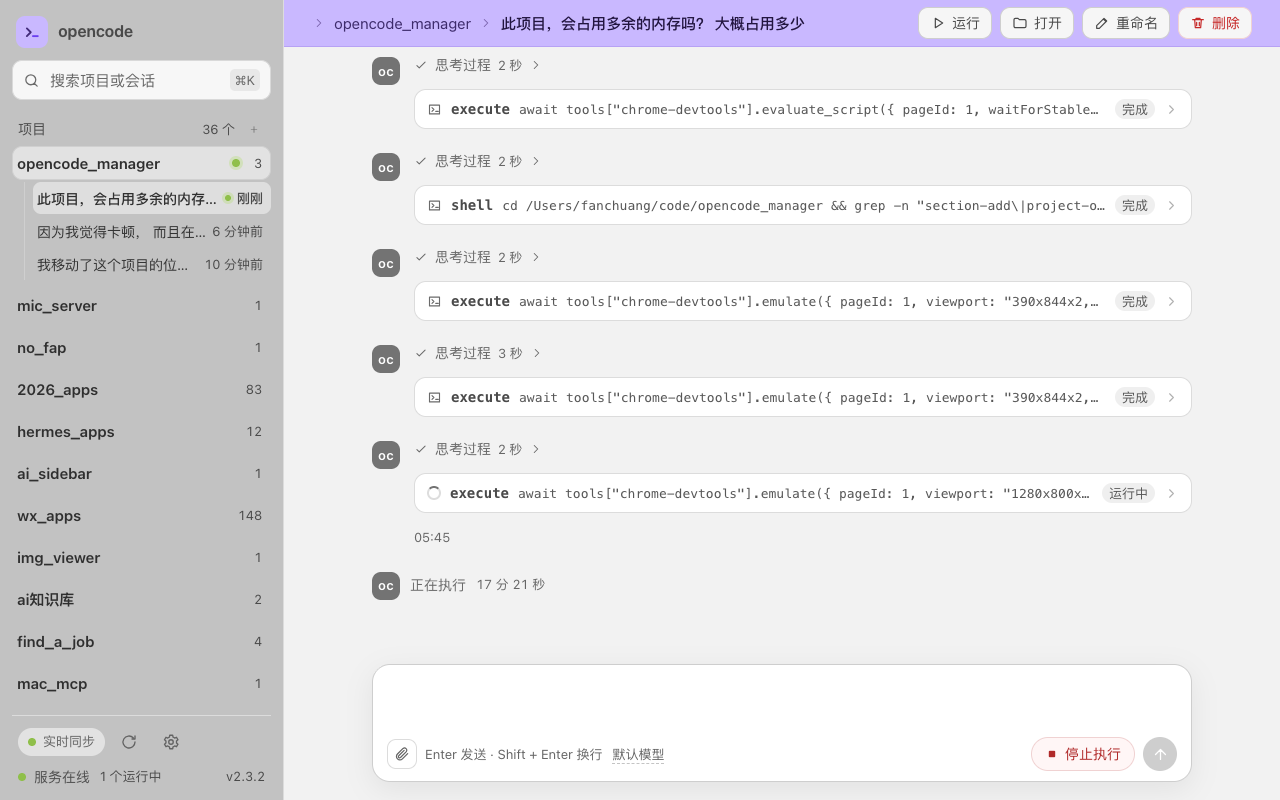 opencode
搜索项目或会话 ⌘K
项目 36 个 +
opencode_manager 3
此项目，会占用多余的内存... 刚刚
因为我觉得卡顿， 而且在... 6 分钟前
我移动了这个项目的位... 10 分钟前
mic_server 1
no_fap 1
2026_apps 83
hermes_apps 12
ai_sidebar 1
wx_apps 148
img_viewer 1
ai知识库 2
find_a_job 4
mac_mcp 1
实时同步
服务在线 1 个运行中 v2.3.2
opencode_manager 此项目，会占用多余的内存吗？ 大概占用多少
运行 打开 重命名 删除
oc 思考过程 2 秒
execute await tools["chrome-devtools"].evaluate_script({ pageId: 1, waitForStable… 完成
oc 思考过程 2 秒
shell cd /Users/fanchuang/code/opencode_manager && grep -n "section-add\|project-o… 完成
oc 思考过程 2 秒
execute await tools["chrome-devtools"].emulate({ pageId: 1, viewport: "390x844x2,… 完成
oc 思考过程 3 秒
execute await tools["chrome-devtools"].emulate({ pageId: 1, viewport: "390x844x2,… 完成
oc 思考过程 2 秒
execute await tools["chrome-devtools"].emulate({ pageId: 1, viewport: "1280x800x… 运行中
05:45
oc 正在执行 17 分 21 秒
Enter 发送 · Shift + Enter 换行 默认模型 停止执行